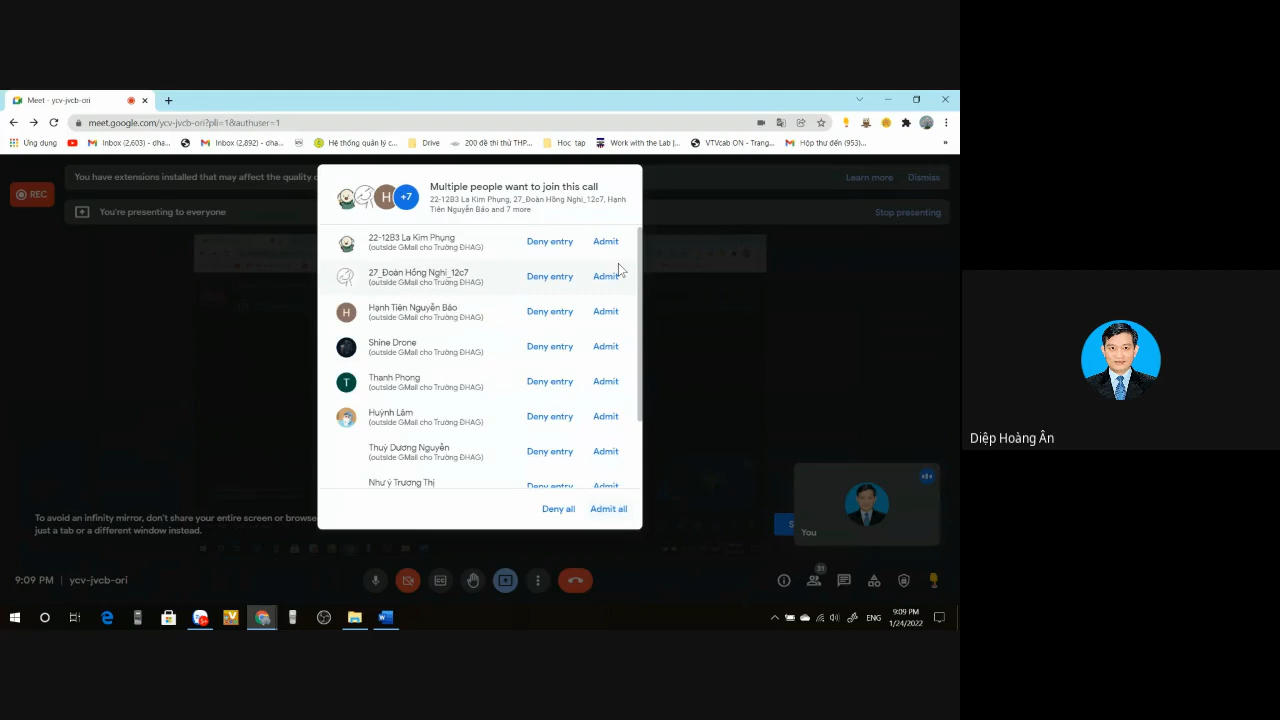 Meet - ycv-jvcb-ori
meet.google.com/ycv-jvcb-ori?pli=1&authuser=1
Ứng dụng
Inbox (2,603) - dha...
Inbox (2,892) - dha...
Hệ thống quản lý c...
Drive
200 đề thi thử THP...
Học tập
Work with the Lab |...
VTVcab ON - Trang...
Hộp thư đến (953)...
»
REC
You have extensions installed that may affect the quality o
Learn more
Dismiss
You're presenting to everyone
Stop presenting
H
+7
Multiple people want to join this call
22-12B3 La Kim Phụng, 27_Đoàn Hồng Nghi_12c7, Hạnh
Tiên Nguyễn Bảo and 7 more
22-12B3 La Kim Phụng
(outside GMail cho Trường ĐHAG)
Deny entry
Admit
27_Đoàn Hồng Nghi_12c7
(outside GMail cho Trường ĐHAG)
Deny entry
Admit
H
Hạnh Tiên Nguyễn Bảo
(outside GMail cho Trường ĐHAG)
Deny entry
Admit
Shine Drone
(outside GMail cho Trường ĐHAG)
Deny entry
Admit
T
Thanh Phong
(outside GMail cho Trường ĐHAG)
Deny entry
Admit
Huỳnh Lâm
(outside GMail cho Trường ĐHAG)
Deny entry
Admit
Thuỳ Dương Nguyễn
(outside GMail cho Trường ĐHAG)
Deny entry
Admit
Như ý Trương Thị
Deny entry
Admit
Deny all
Admit all
To avoid an infinity mirror, don't share your entire screen or browse
just a tab or a different window instead.
S
You
9:09 PM | ycv-jvcb-ori
31
ENG
9:09 PM
1/24/2022
Diệp Hoàng Ân